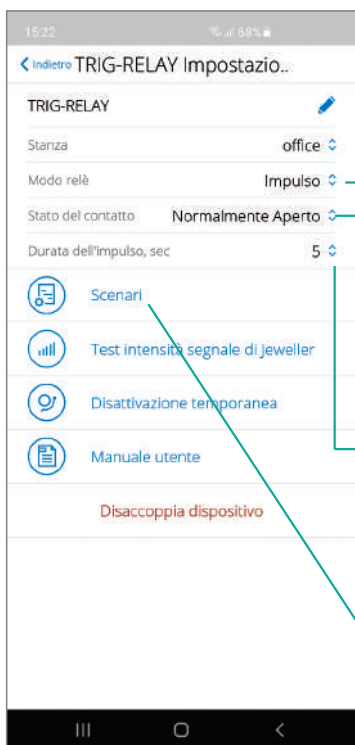 15:22 68%
Indietro TRIG-RELAY Impostazio..
TRIG-RELAY
Stanza office
Modo relè Impulso
Stato del contatto Normalmente Aperto
Durata dell'impulso, sec 5
Scenari
Test intensità segnale di Jeweller
Disattivazione temporanea
Manuale utente
Disaccoppia dispositivo